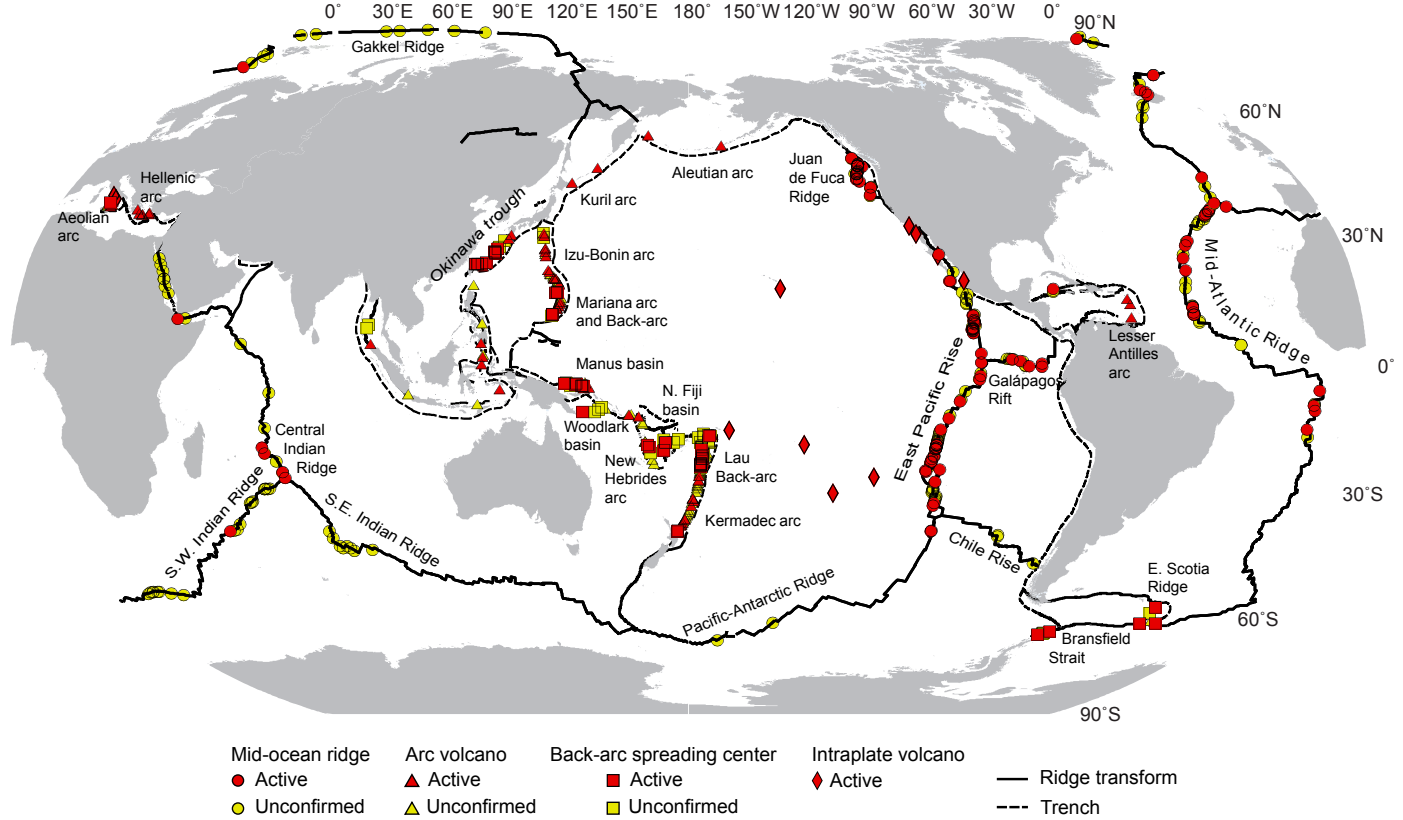 0˚ 30˚E 60˚E 90˚E 120˚E 150˚E 180˚ 150˚W 120˚W 90˚W 60˚W 30˚W 0˚
90˚N
Gakkel Ridge
60˚N
Juan
de Fuca
Ridge
Aleutian arc
Hellenic
arc
Kuril arc
Aeolian
arc
Okinawa trough
30˚N
Izu-Bonin arc
Mid-Atlantic Ridge
Mariana arc
and Back-arc
Lesser
Antilles
arc
Manus basin
0˚
East Pacific Rise
Galápagos
Rift
N. Fiji
basin
Woodlark
basin
Central
Indian
Ridge
New
Hebrides
arc
Lau
Back-arc
S.W. Indian Ridge
S.E. Indian Ridge
30˚S
Kermadec arc
Chile Rise
E. Scotia
Ridge
Pacific-Antarctic Ridge
60˚S
Bransfield
Strait
90˚S
Mid-ocean ridge
Active
Unconfirmed
Arc volcano
Active
Unconfirmed
Back-arc spreading center
Active
Unconfirmed
Intraplate volcano
Active
Ridge transform
Trench